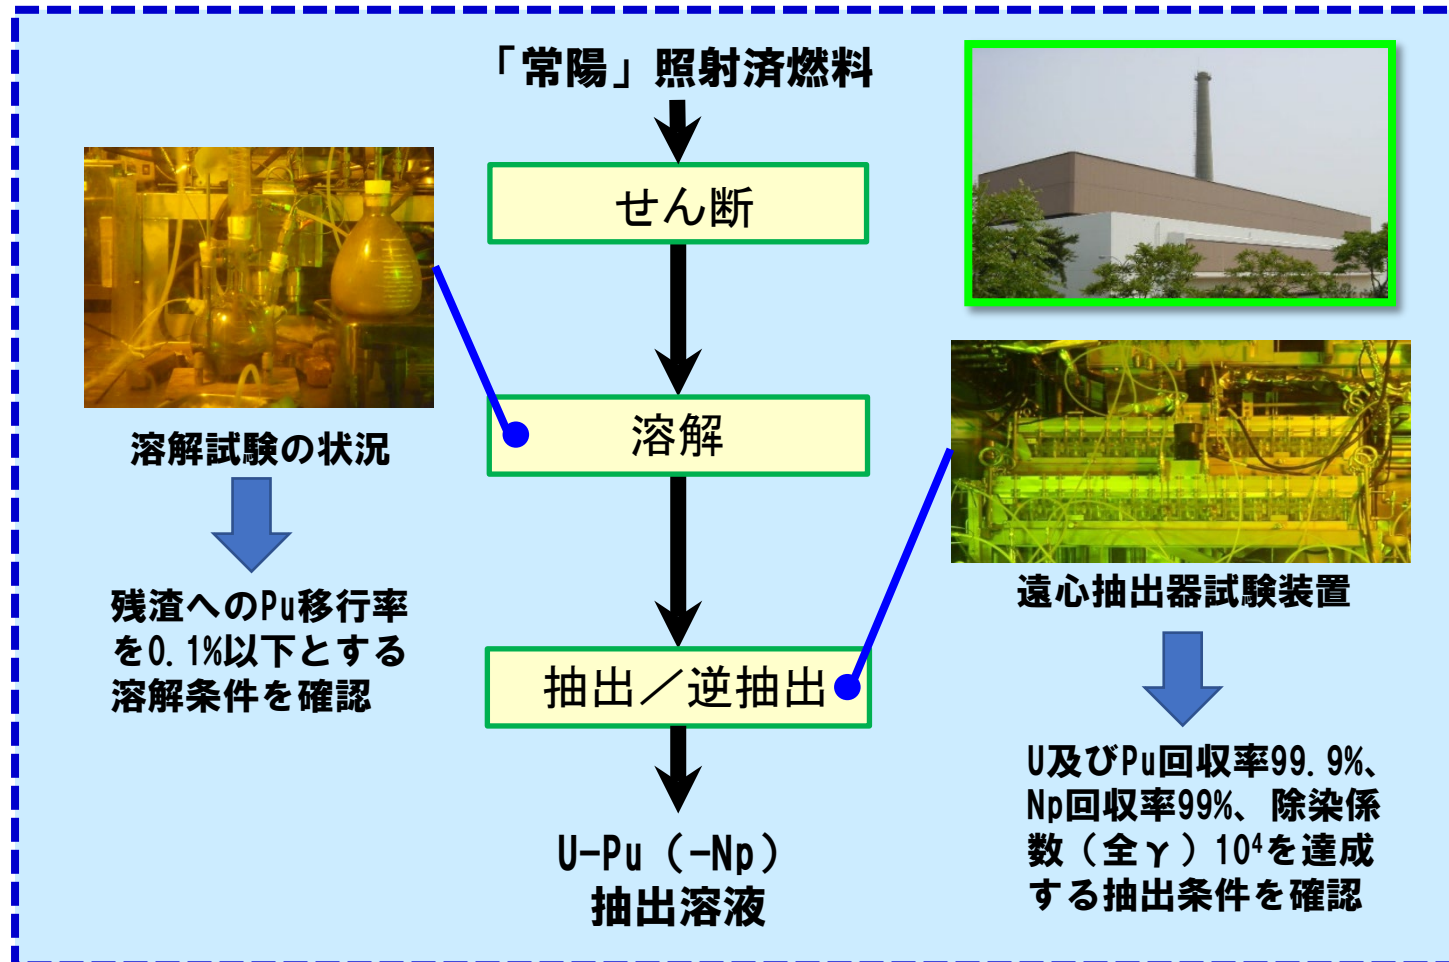 「常陽」照射済燃料
せん断
溶解
抽出／逆抽出
U-Pu（-Np）
抽出溶液
溶解試験の状況
残渣へのPu移行率
を0.1%以下とする
溶解条件を確認
遠心抽出器試験装置
U及びPu回収率99.9%、
Np回収率99%、除染係
数（全γ）10⁴を達成
する抽出条件を確認